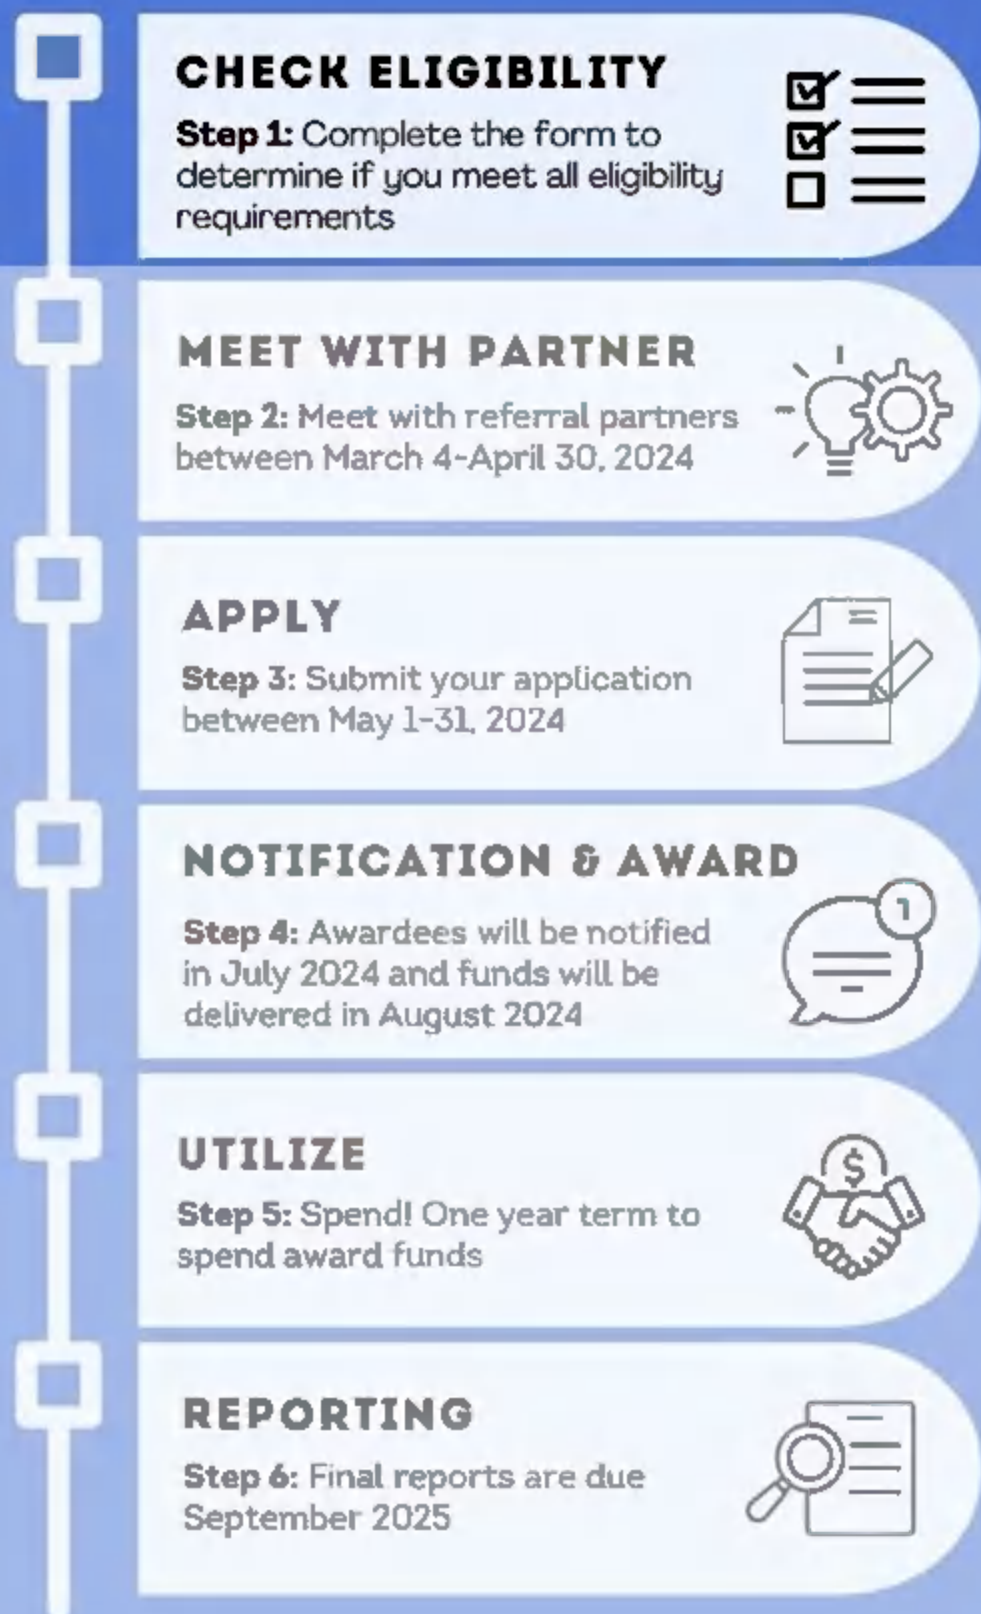 CHECK ELIGIBILITY
Step 1: Complete the form to
determine if you meet all eligibility
requirements
MEET WITH PARTNER
Step 2: Meet with referral partners
between March 4-April 30, 2024
APPLY
Step 3: Submit your application
between May 1-31, 2024
NOTIFICATION & AWARD
1
Step 4: Awardees will be notified
in July 2024 and funds will be
delivered in August 2024
UTILIZE
$
Step 5: Spend! One year term to
spend award funds
REPORTING
Step 6: Final reports are due
September 2025